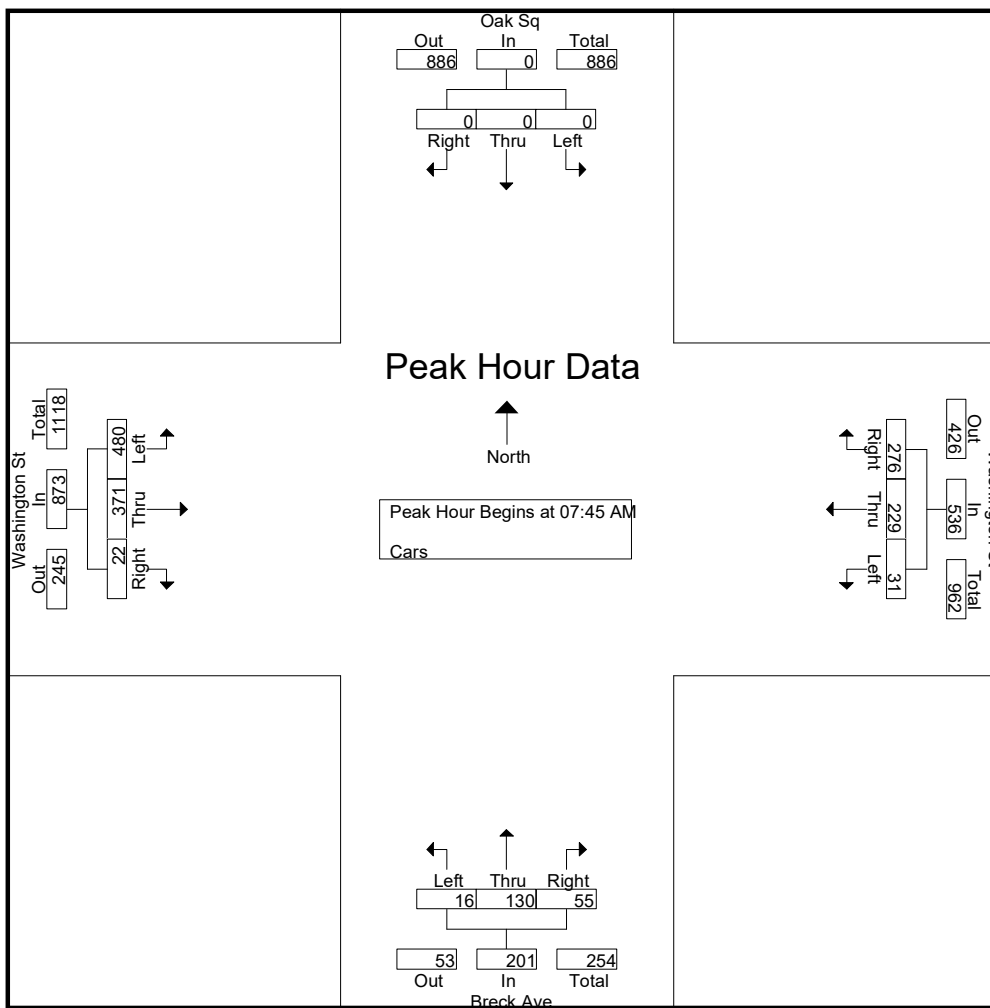 Oak Sq
Out In Total
886 0 886
0 0 0
Right Thru Left
Peak Hour Data
North
Peak Hour Begins at 07:45 AM
Cars
Washington St
Total In Out
1118 873 245
480 371 22
Left Thru Right
Right Thru Left
276 229 31
426 536 962
Out In Total
Left Thru Right
16 130 55
53 201 254
Out In Total
Breck Ave